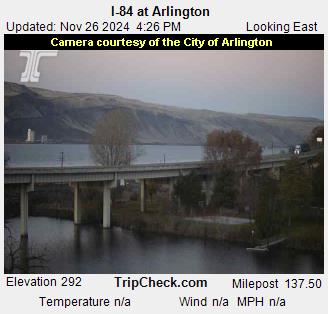 I-84 at Arlington
Updated: Nov 26 2024 4:26 PM Looking East
Camera courtesy of the City of Arlington
Elevation 292 TripCheck.com Milepost 137.50
Temperature n/a Wind n/a MPH n/a